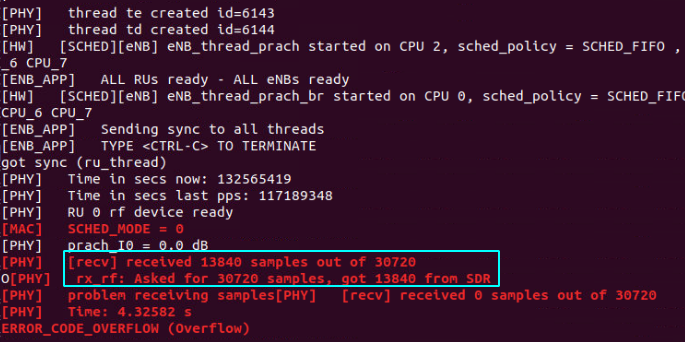 [PHY]   thread te created id=6143
[PHY]   thread td created id=6144
[HW]   [SCHED][eNB] eNB_thread_prach started on CPU 2, sched_policy = SCHED_FIFO ,
_6 CPU_7
[ENB_APP]   ALL RUs ready - ALL eNBs ready
[HW]   [SCHED][eNB] eNB_thread_prach_br started on CPU 0, sched_policy = SCHED_FIF
CPU_6 CPU_7
[ENB_APP]   Sending sync to all threads
[ENB_APP]   TYPE <CTRL-C> TO TERMINATE
got sync (ru_thread)
[PHY]   Time in secs now: 132565419
[PHY]   Time in secs last pps: 117189348
[PHY]   RU 0 rf device ready
[MAC]   SCHED_MODE = 0
[PHY]   prach_I0 = 0.0 dB
[PHY]   [recv] received 13840 samples out of 30720
O[PHY]   rx_rf: Asked for 30720 samples, got 13840 from SDR
[PHY]   problem receiving samples[PHY]   [recv] received 0 samples out of 30720
[PHY]   Time: 4.32582 s
ERROR_CODE_OVERFLOW (Overflow)